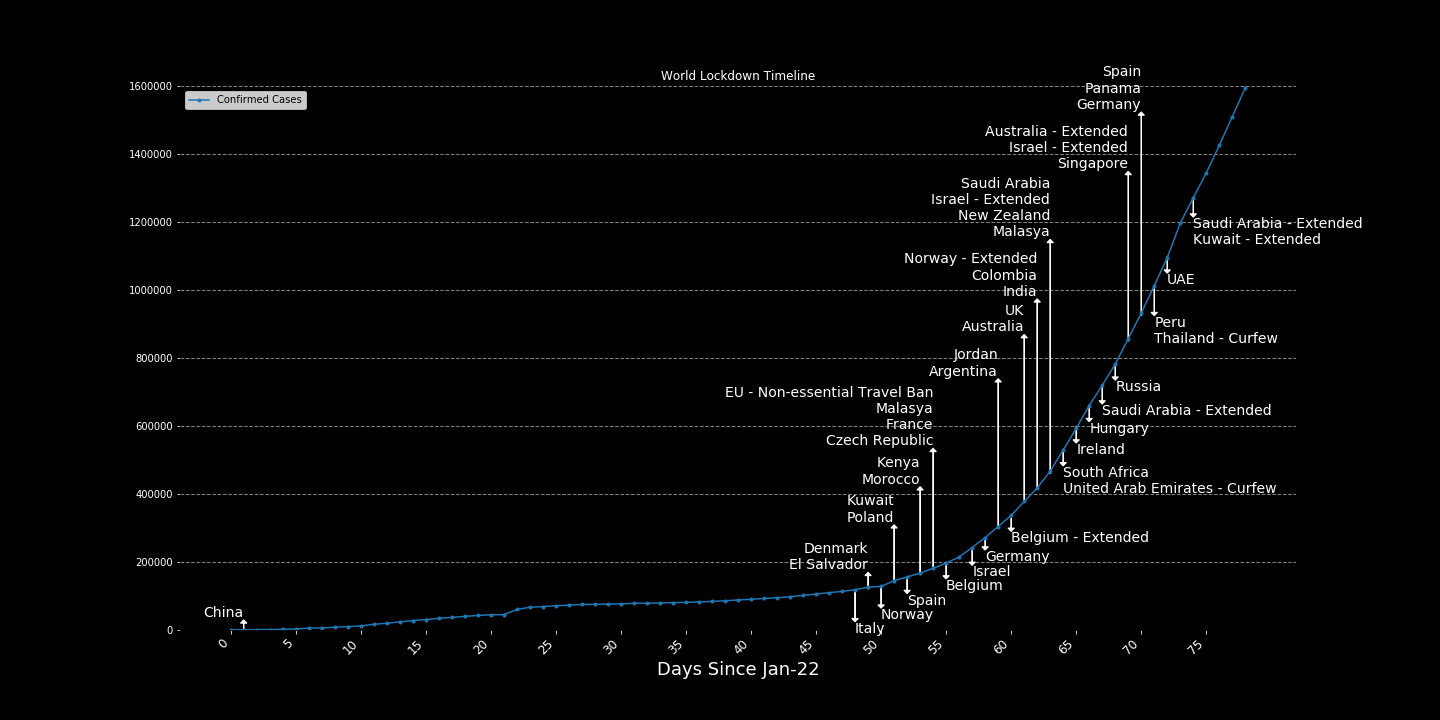 World Lockdown Timeline
Confirmed Cases
1600000
1400000
1200000
1000000
800000
600000
400000
200000
0
Spain
Panama
Germany
Australia - Extended
Israel - Extended
Singapore
Saudi Arabia
Israel - Extended
New Zealand
Malasya
Norway - Extended
Colombia
India
UK
Australia
Jordan
Argentina
EU - Non-essential Travel Ban
Malasya
France
Czech Republic
Kenya
Morocco
Kuwait
Poland
Denmark
El Salvador
China
Saudi Arabia - Extended
Kuwait - Extended
UAE
Peru
Thailand - Curfew
Russia
Saudi Arabia - Extended
Hungary
Ireland
South Africa
United Arab Emirates - Curfew
Belgium - Extended
Germany
Israel
Belgium
Spain
Norway
Italy
0 5 10 15 20 25 30 35 40 45 50 55 60 65 70 75
Days Since Jan-22